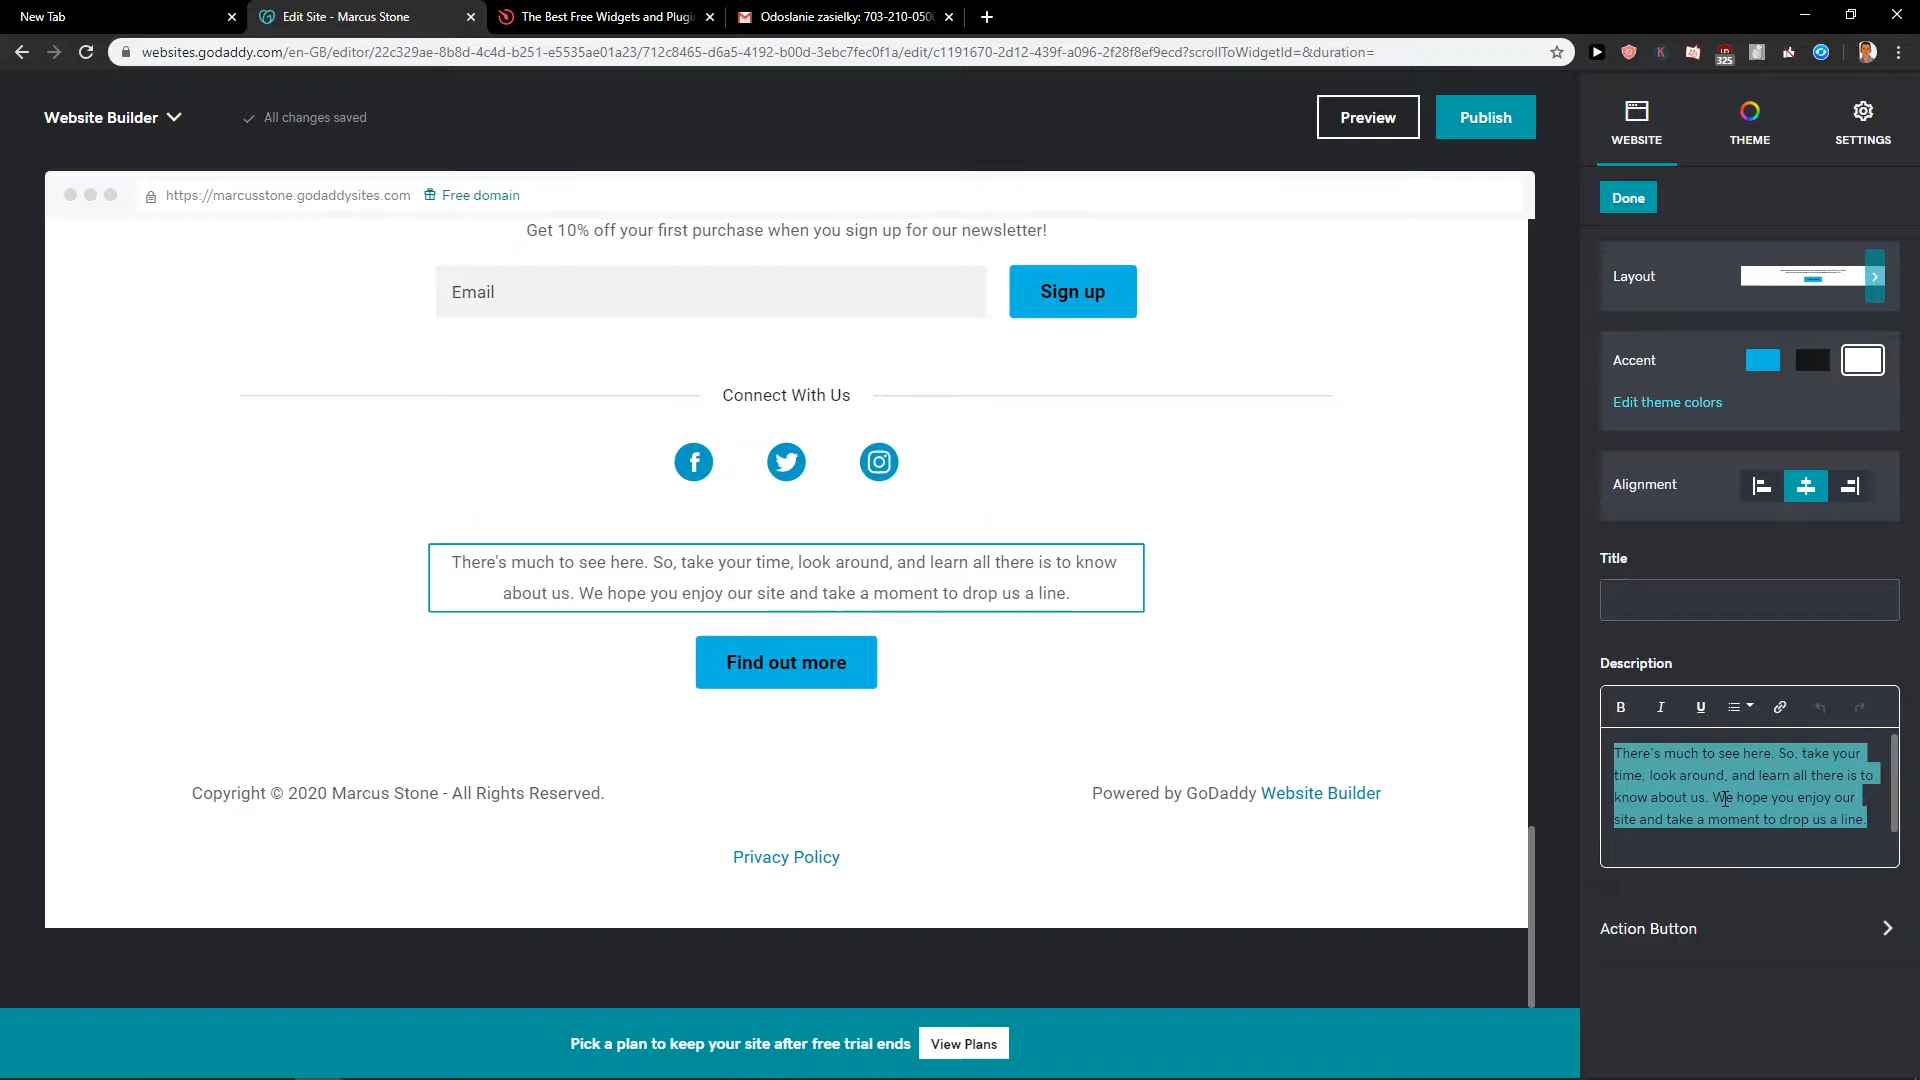 New Tab
Edit Site - Marcus Stone
The Best Free Widgets and Plugi
Odoslanie zasielky: 703-210-050
websites.godaddy.com/en-GB/editor/22c329ae-8b8d-4c4d-b251-e5535ae01a23/712c8465-d6a5-4192-b00d-3ebc7fec0f1a/edit/c1191670-2d12-439f-a096-2f28f8ef9ecd?scrollToWidgetId=&duration=
325
Website Builder
All changes saved
Preview
Publish
WEBSITE
THEME
SETTINGS
https://marcusstone.godaddysites.com
Free domain
Done
Get 10% off your first purchase when you sign up for our newsletter!
Email
Sign up
Layout
Accent
Edit theme colors
Connect With Us
Alignment
There's much to see here. So, take your time, look around, and learn all there is to know
about us. We hope you enjoy our site and take a moment to drop us a line.
Find out more
Title
Description
B I U
There's much to see here. So, take your
time, look around, and learn all there is to
know about us. We hope you enjoy our
site and take a moment to drop us a line.
Copyright © 2020 Marcus Stone - All Rights Reserved.
Powered by GoDaddy Website Builder
Privacy Policy
Action Button
Pick a plan to keep your site after free trial ends
View Plans